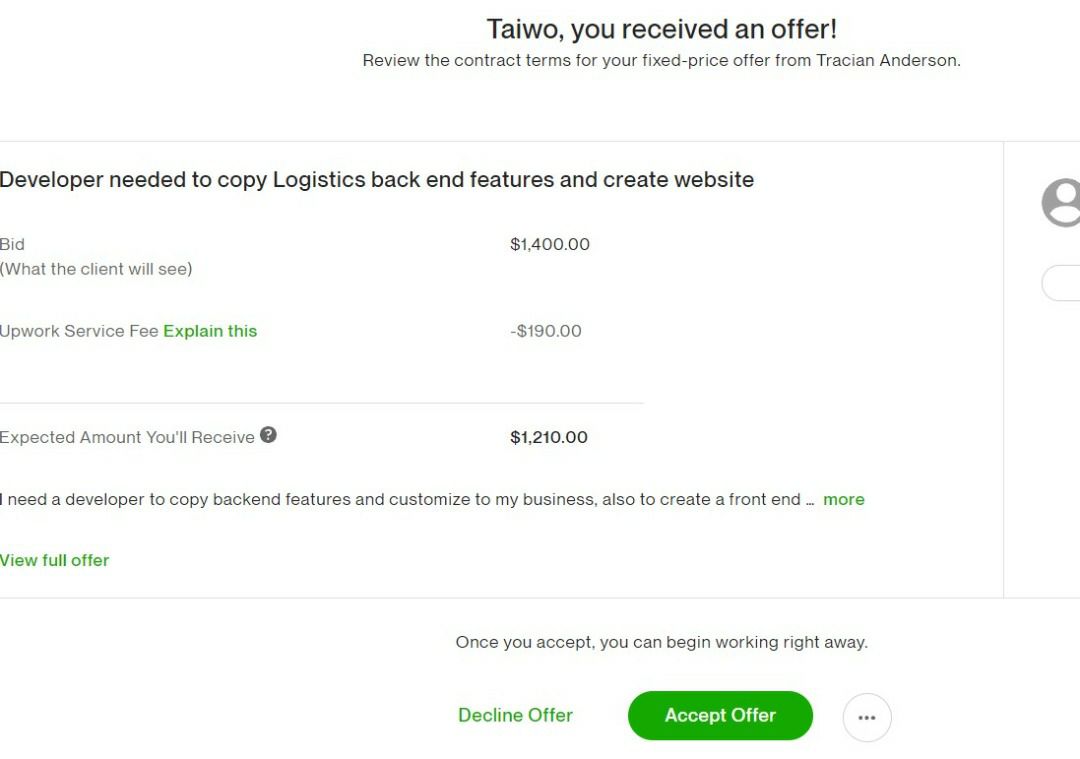 Taiwo, you received an offer!
Review the contract terms for your fixed-price offer from Tracian Anderson.
Developer needed to copy Logistics back end features and create website
Bid $1,400.00
(What the client will see)
Upwork Service Fee Explain this -$190.00
Expected Amount You'll Receive ? $1,210.00
I need a developer to copy backend features and customize to my business, also to create a front end ... more
View full offer
Once you accept, you can begin working right away.
Decline Offer Accept Offer ...